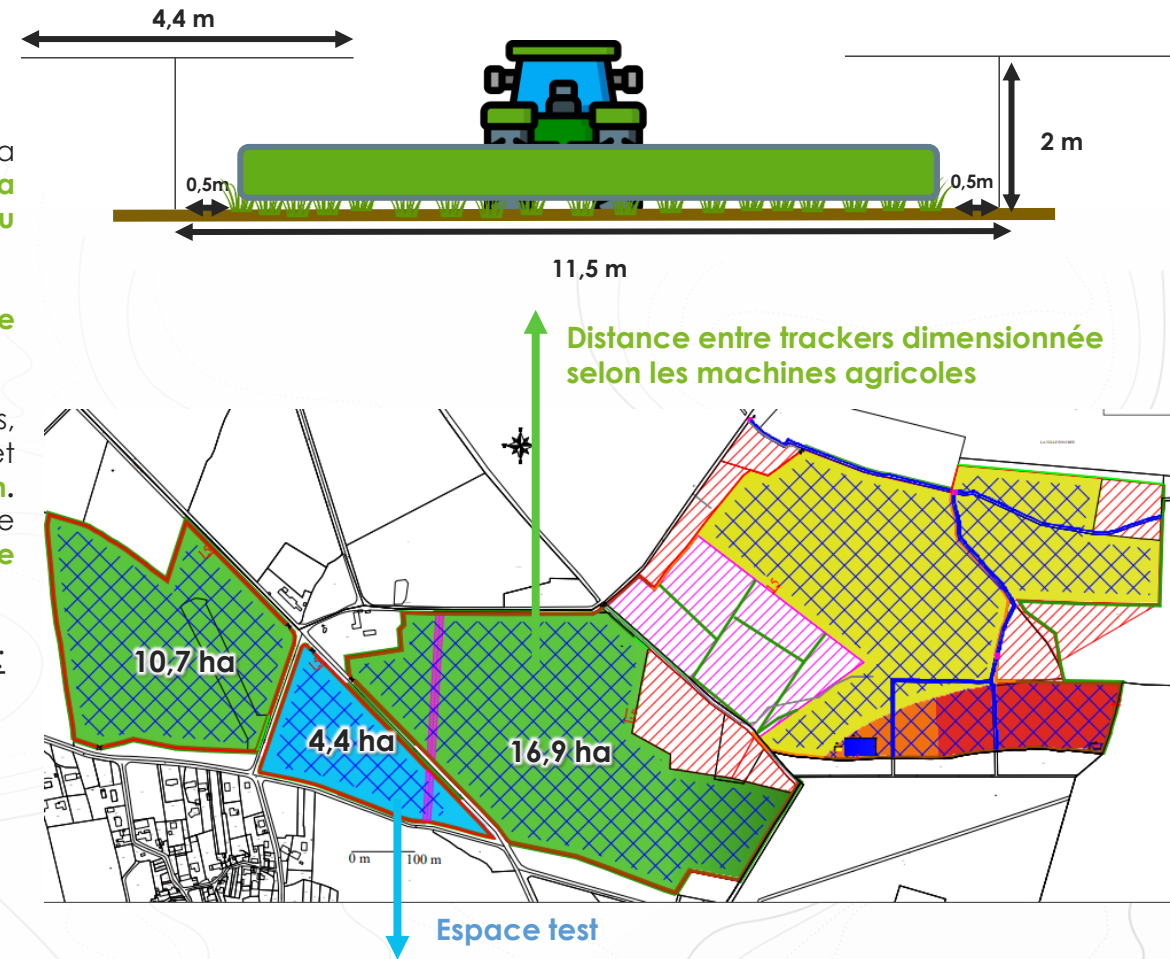 4,4 m
2 m
0,5m
0,5m
11,5 m
a
a
u
e
Distance entre trackers dimensionnée
selon les machines agricoles
s,
et
n.
e
e
10,7 ha
4,4 ha
16,9 ha
0 m 100 m
Espace test